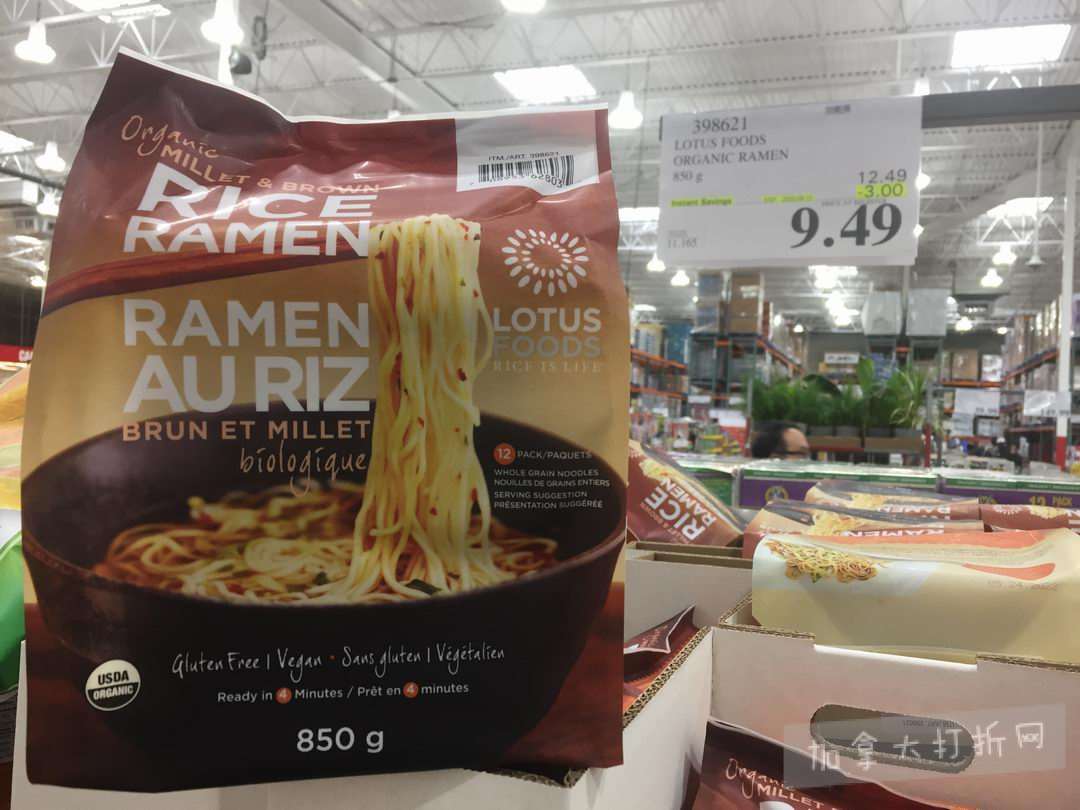 Organic
MILLET & BROWN
RICE
RAMEN
ITM./ART. 398621
RAMEN
AU RIZ
BRUN ET MILLET
biologique
LOTUS
FOODS
RICE IS LIFE
12 PACK/PAQUETS
WHOLE GRAIN NOODLES
NOUILLES DE GRAINS ENTIERS
SERVING SUGGESTION
PRÉSENTATION SUGGÉRÉE
USDA
ORGANIC
Gluten Free | Vegan • Sans gluten | Végétalien
Ready in 4 Minutes / Prêt en 4 minutes
850 g
398621
LOTUS FOODS
ORGANIC RAMEN
850 g
12.49
Instant Savings
-3.00
11.165
9.49
RICE
RAMEN
RAMEN
12 PACK
Organic
MILLET
加拿大打折网